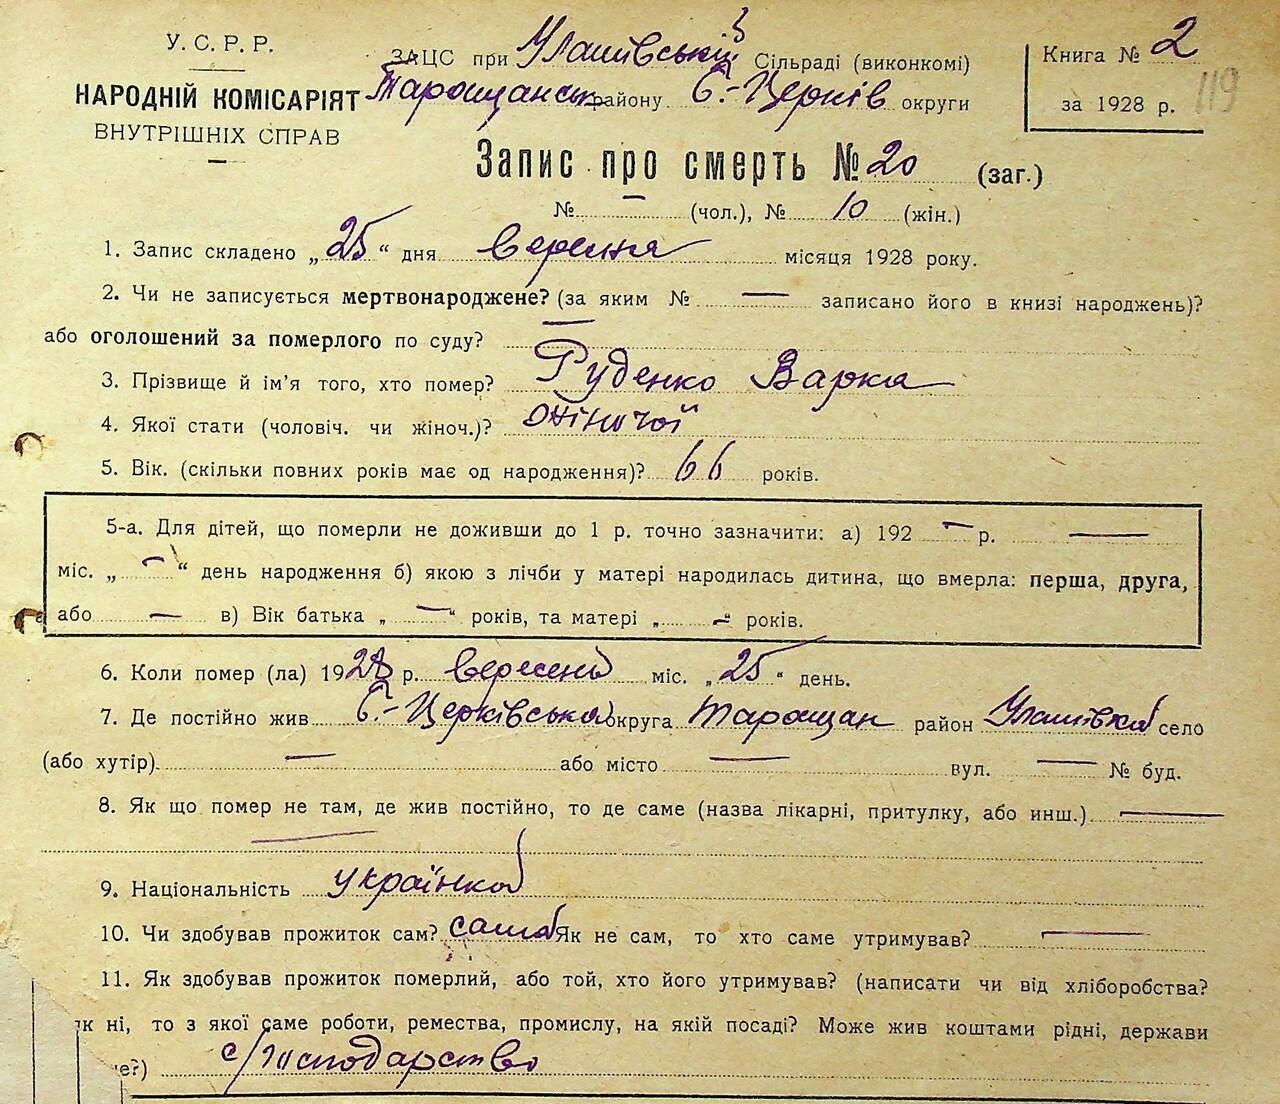 У. С. Р. Р.
НАРОДНІЙ КОМІСАРІЯТ
ВНУТРІШНІХ СПРАВ
ЗАЦС при Улашівській Сільраді (виконкомі)
Таращанськ району Б.-Церків округи
Книга № 2
за 1928 р. 119
Запис про смерть № 20 (заг.)
№ — (чол.), № 10 (жін.)
1. Запис складено „25“ дня вересня місяця 1928 року.
2. Чи не записується мертвонароджене? (за яким № — записано його в книзі народжень)?
або оголошений за померлого по суду? —
3. Прізвище й ім'я того, хто помер? Руденко Варка
4. Якої стати (чоловіч. чи жіноч.)? жіночої
5. Вік. (скільки повних років має од народження)? 66 років.
5-а. Для дітей, що померли не доживши до 1 р. точно зазначити: а) 192 — р. —
міс. „ — “ день народження б) якою з лічби у матері народилась дитина, що вмерла: перша, друга,
або — в) Вік батька „ — “ років, та матері „ — “ років.
6. Коли помер (ла) 1928 р. вересень міс. „25“ день.
7. Де постійно жив Б.-Церківська округа Таращан район Улашівка село
(або хутір) — або місто — вул. — № буд.
8. Як що помер не там, де жив постійно, то де саме (назва лікарні, притулку, або инш.) —
—
9. Національність українка
10. Чи здобував прожиток сам? сама Як не сам, то хто саме утримував? —
11. Як здобував прожиток померлий, або той, хто його утримував? (написати чи від хліборобства?
як ні, то з якої саме роботи, ремества, промислу, на якій посаді? Може жив коштами рідні, держави
че?) с/господарство